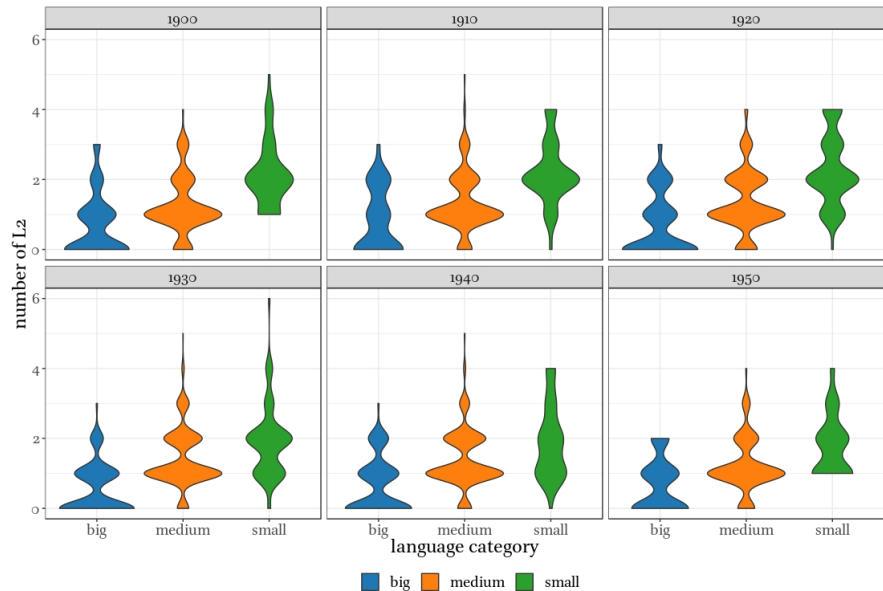 1900 1910 1920
6
4
2
0
number of L2
1930 1940 1950
6
4
2
0
big medium small big medium small big medium small
language category
big medium small